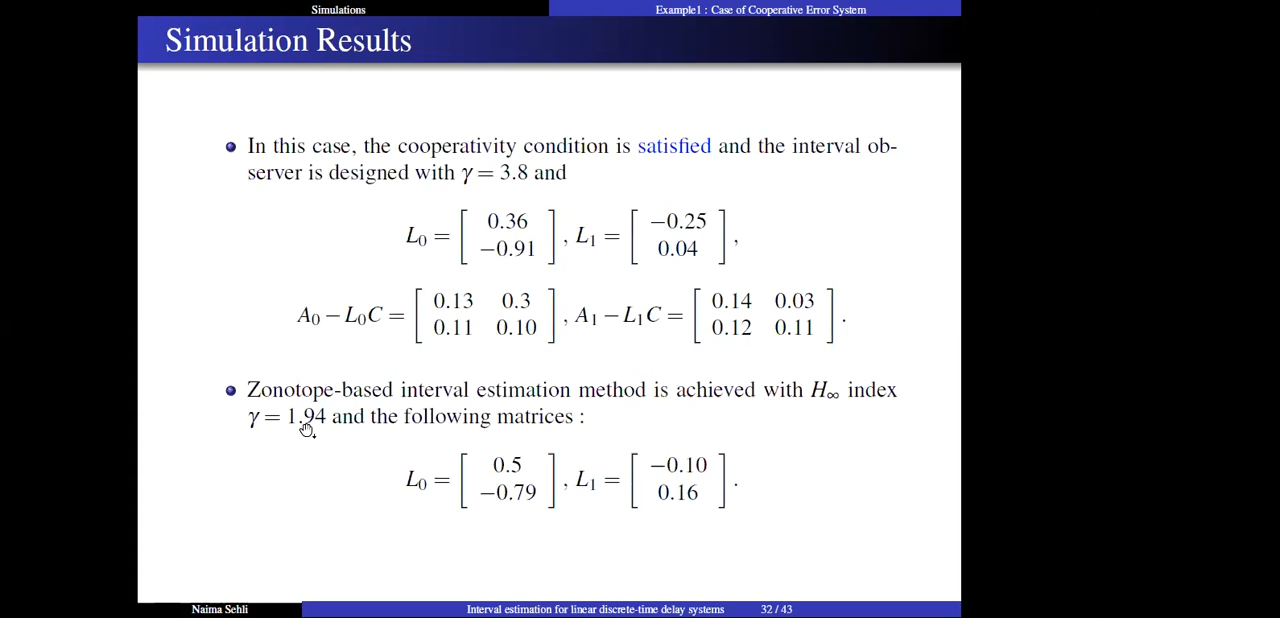 Simulations Example1 : Case of Cooperative Error System
Simulation Results
In this case, the cooperativity condition is satisfied and the interval ob-
server is designed with γ = 3.8 and
L₀ = [ 0.36 −0.91 ], L₁ = [ −0.25 0.04 ],
A₀ − L₀C = [ 0.13 0.3 0.11 0.10 ], A₁ − L₁C = [ 0.14 0.03 0.12 0.11 ].
Zonotope-based interval estimation method is achieved with H∞ index
γ = 1.94 and the following matrices :
L₀ = [ 0.5 −0.79 ], L₁ = [ −0.10 0.16 ].
Naima Sehli Interval estimation for linear discrete-time delay systems 32 / 43